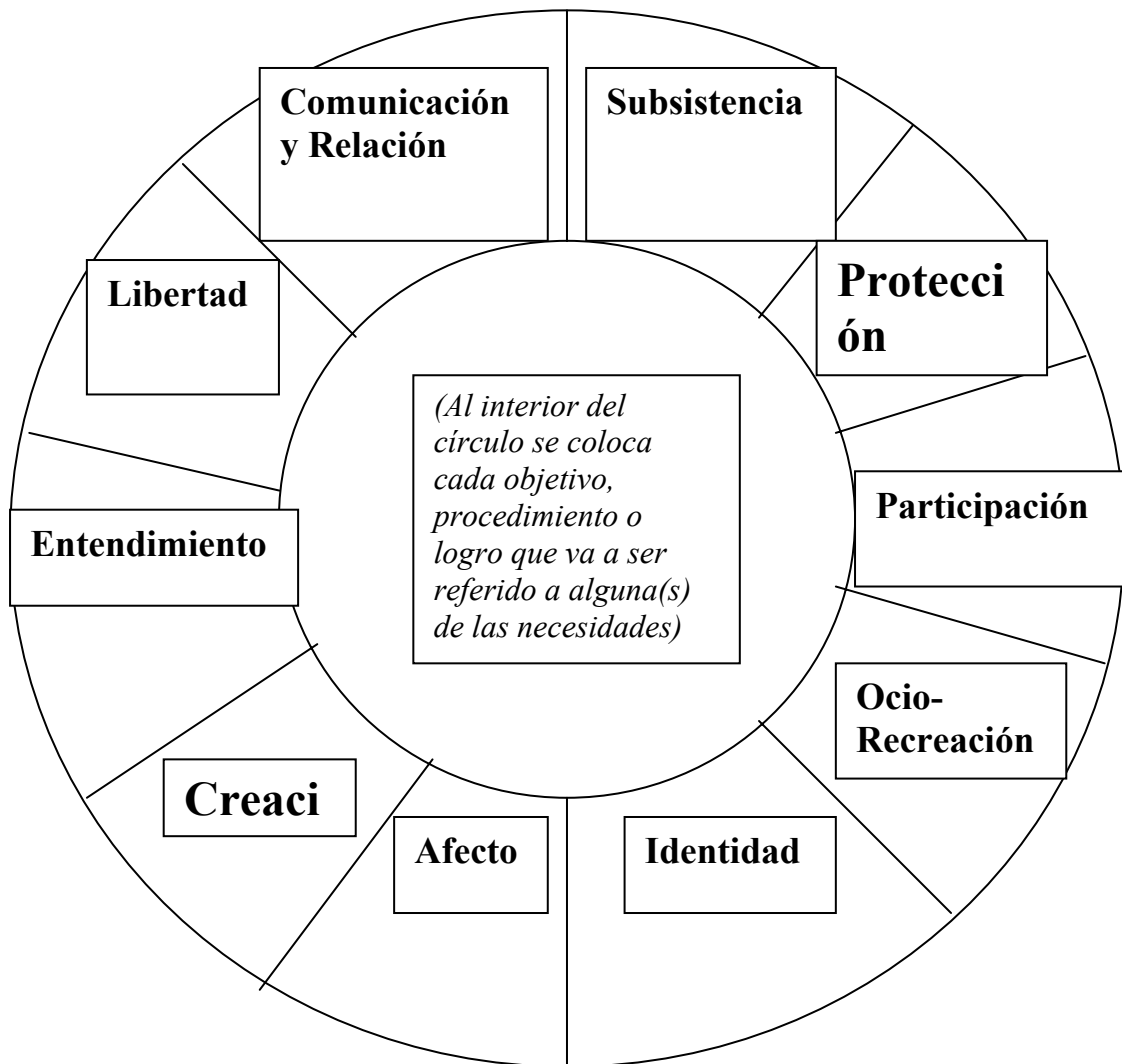 Comunicación
y Relación
Subsistencia
Libertad
Protecci
ón
(Al interior del
círculo se coloca
cada objetivo,
procedimiento o
logro que va a ser
referido a alguna(s)
de las necesidades)
Participación
Entendimiento
Ocio-
Recreación
Creaci
Afecto
Identidad